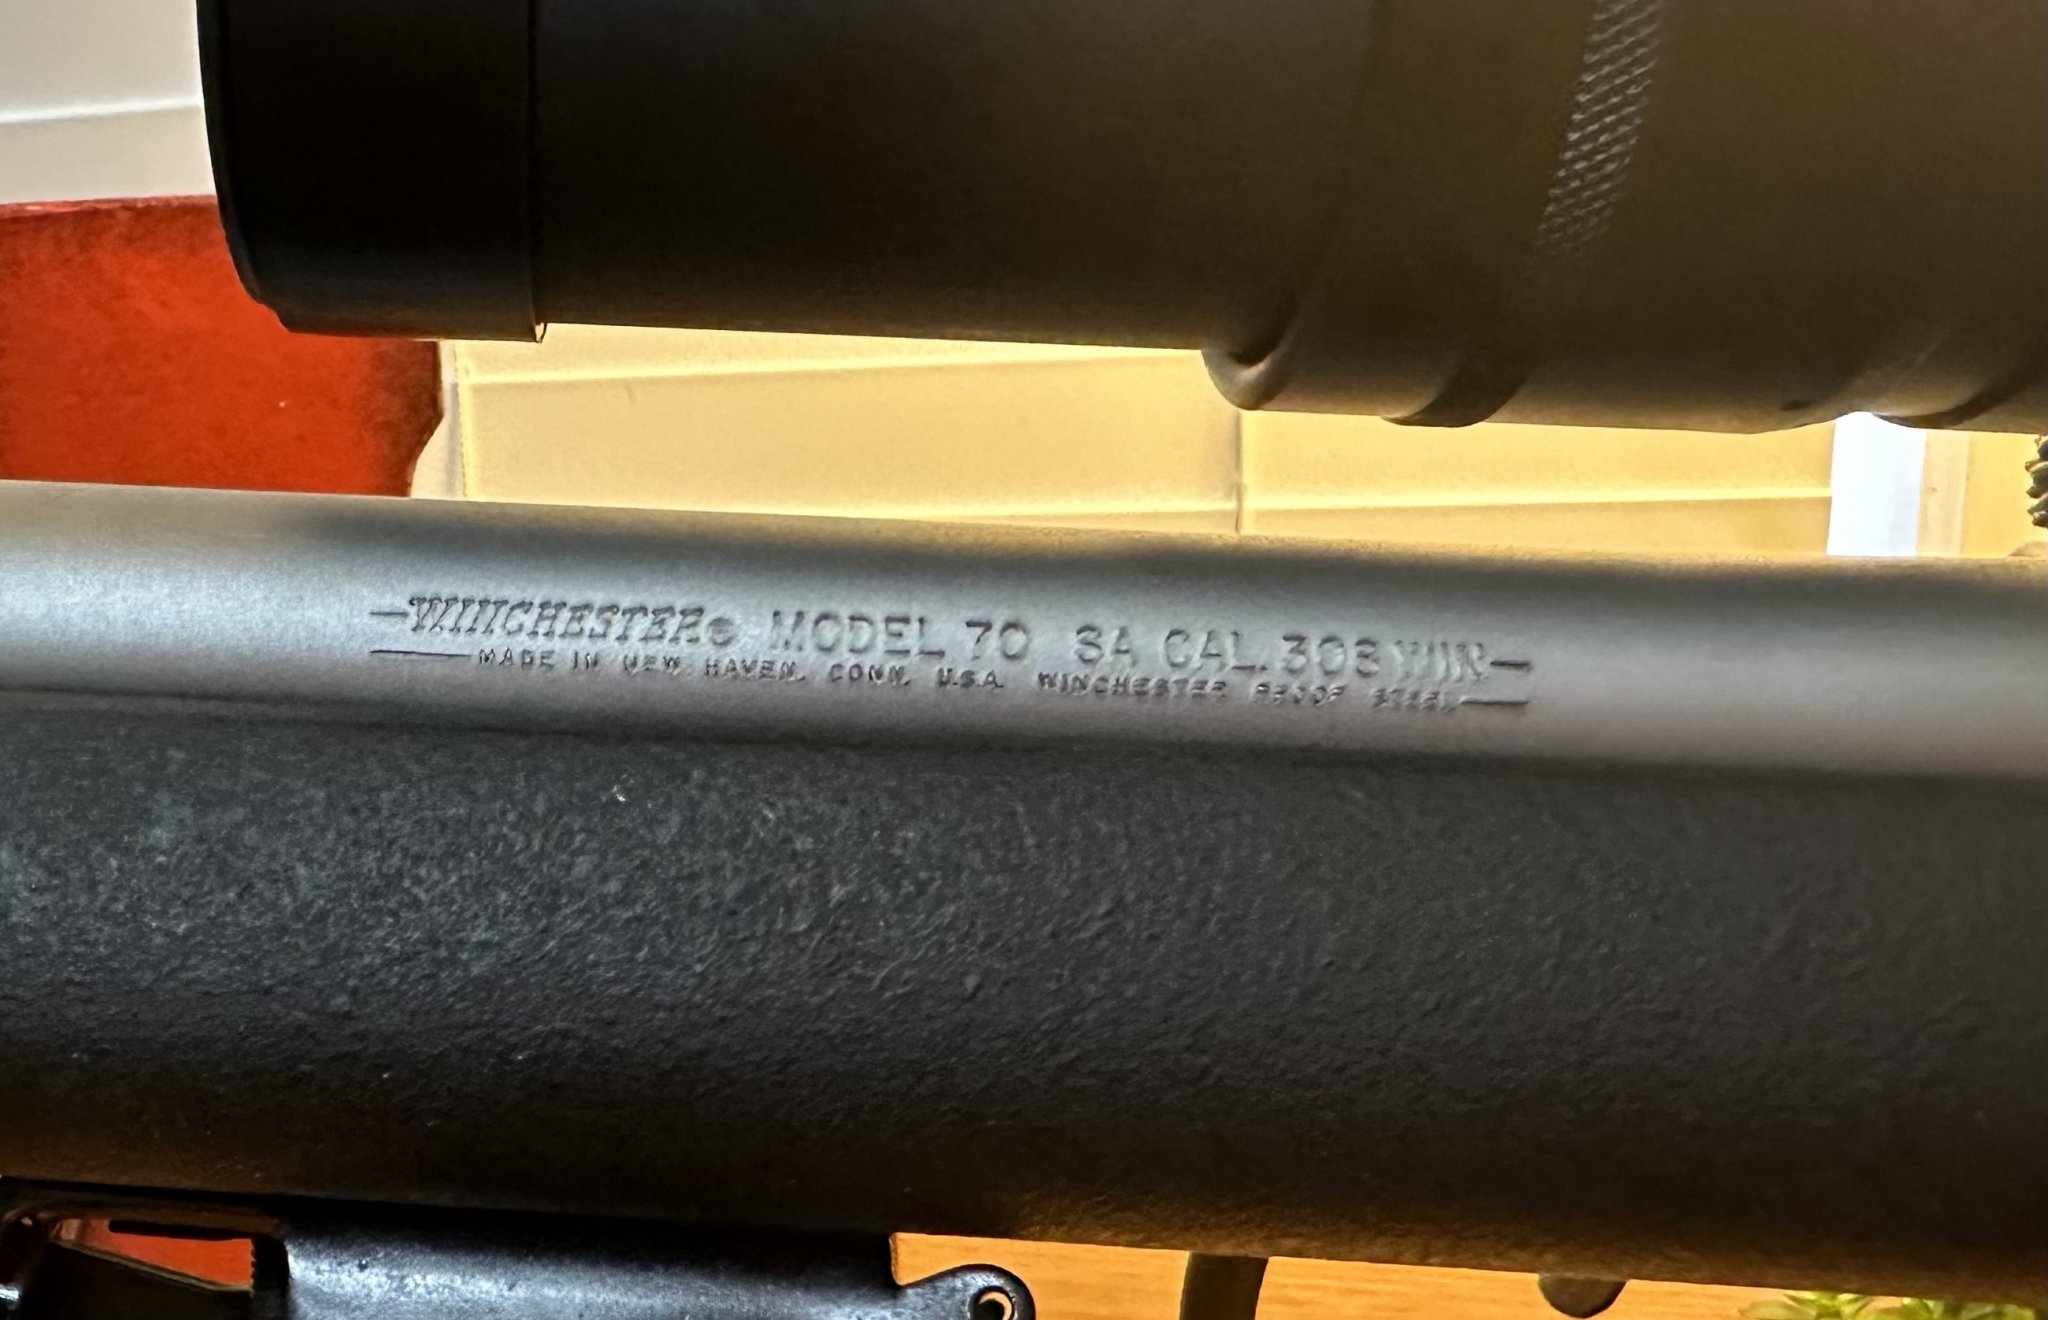 WINCHESTER® MODEL 70 SA CAL. 308 WIN
MADE IN NEW HAVEN, CONN. U.S.A. WINCHESTER PROOF STEEL